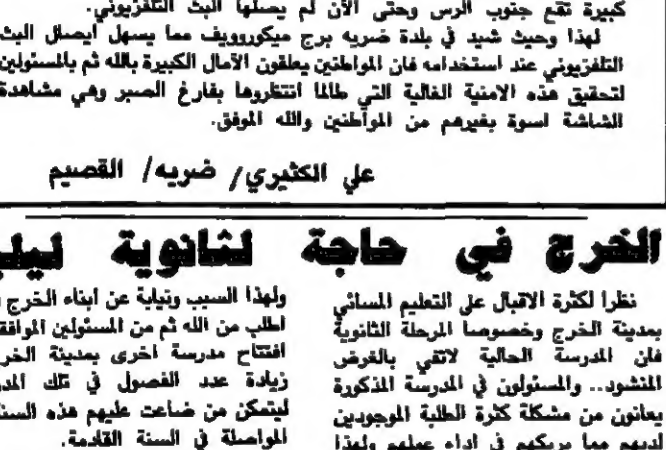 كبيرة تقع جنوب الرس وحتى الآن لم يصلها البث التلفزيوني.
لهذا وحيث شيد في بلدة ضريه برج ميكوروويف مما يسهل ايصال البث
التلفزيوني عند استخدامه فان المواطنين يعلقون الآمال الكبيرة بالله ثم بالمسئولين
لتحقيق هذه الامنية الغالية التي طالما انتظروها بفارغ الصبر وهي مشاهدة
الشاشة اسوة بغيرهم من المواطنين والله الموفق.
علي الكثيري/ ضريه/ القصيم
الخرج في حاجة لثانوية
نظرا لكثرة الاقبال على التعليم المسائي
بمدينة الخرج وخصوصا المرحلة الثانوية
فان المدرسة الحالية لاتفي بالغرض
المنشود... والمسئولون في المدرسة المذكورة
يعانون من مشكلة كثرة الطلبة الموجودين
لديهم مما يربكهم في اداء عملهم ولهذا
ولهذا السبب ونيابة عن ابناء الخرج
اطلب من الله ثم من المسئولين
افتتاح مدرسة اخرى بمدينة
زيادة عدد الفصول في تلك
ليتمكن من ضاعت عليهم هذه
المواصلة في السنة القادمة.